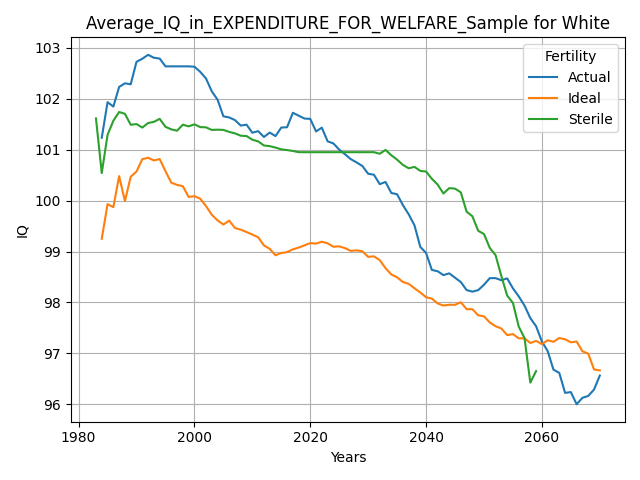 Average_IQ_in_EXPENDITURE_FOR_WELFARE_Sample for White
Fertility
Actual
Ideal
Sterile
103
102
101
100
99
98
97
96
IQ
1980
2000
2020
2040
2060
Years